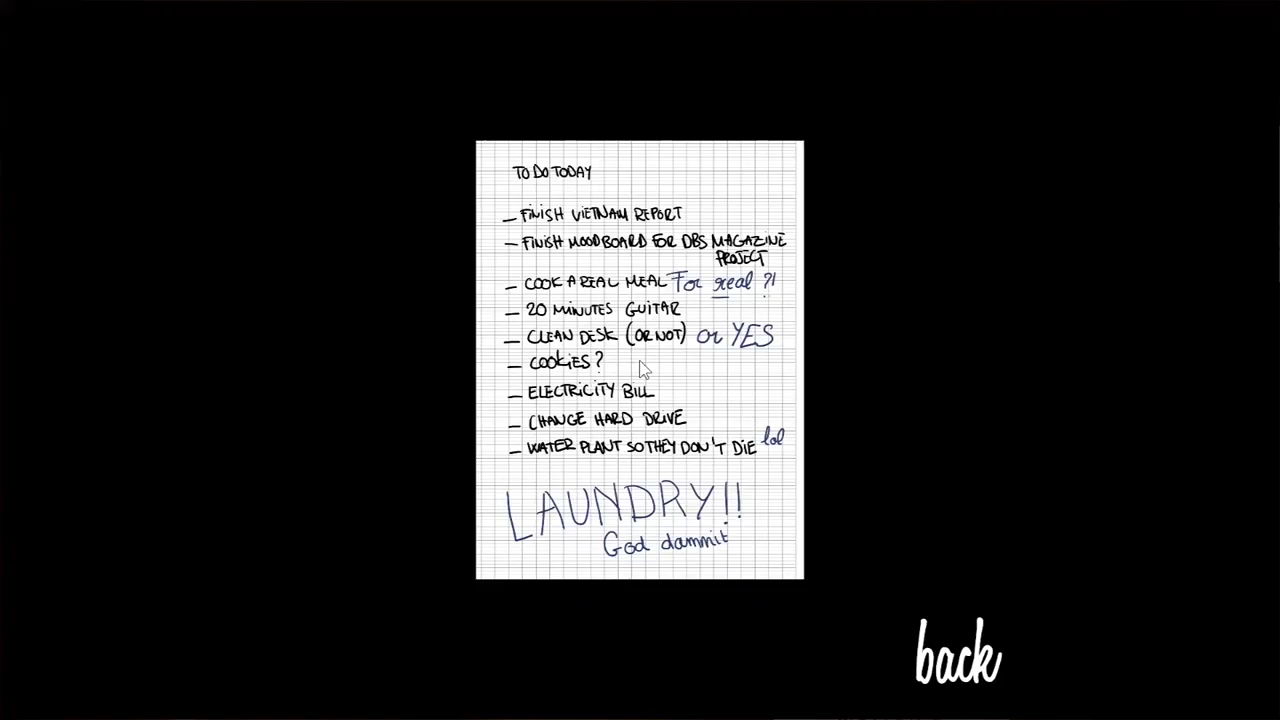 TO DO TODAY
– FINISH VIETNAM REPORT
– FINISH MOODBOARD FOR DBS MAGAZINE
PROJECT
– COOK A REAL MEAL For real ?!
– 20 MINUTES GUITAR
– CLEAN DESK (OR NOT) or YES
– COOKIES?
– ELECTRICITY BILL
– CHANGE HARD DRIVE
– WATER PLANT SO THEY DON'T DIE lol
LAUNDRY!!
God dammit
back